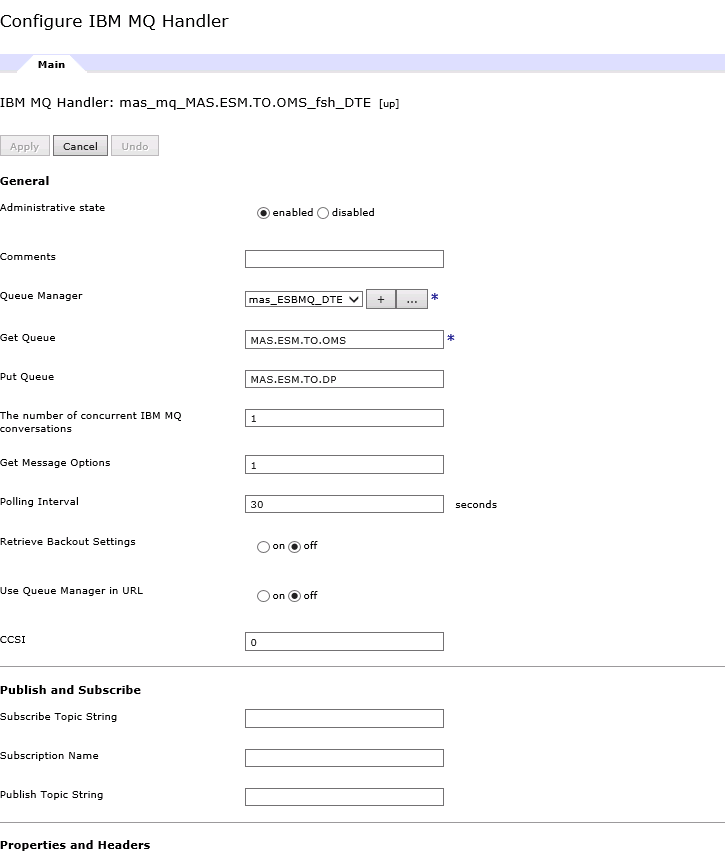 Configure IBM MQ Handler
Main
IBM MQ Handler: mas_mq_MAS.ESM.TO.OMS_fsh_DTE [up]
Apply Cancel Undo
General
Administrative state enabled disabled
Comments
Queue Manager mas_ESBMQ_DTE + ... *
Get Queue MAS.ESM.TO.OMS *
Put Queue MAS.ESM.TO.DP
The number of concurrent IBM MQ
conversations 1
Get Message Options 1
Polling Interval 30 seconds
Retrieve Backout Settings on off
Use Queue Manager in URL on off
CCSI 0
Publish and Subscribe
Subscribe Topic String
Subscription Name
Publish Topic String
Properties and Headers